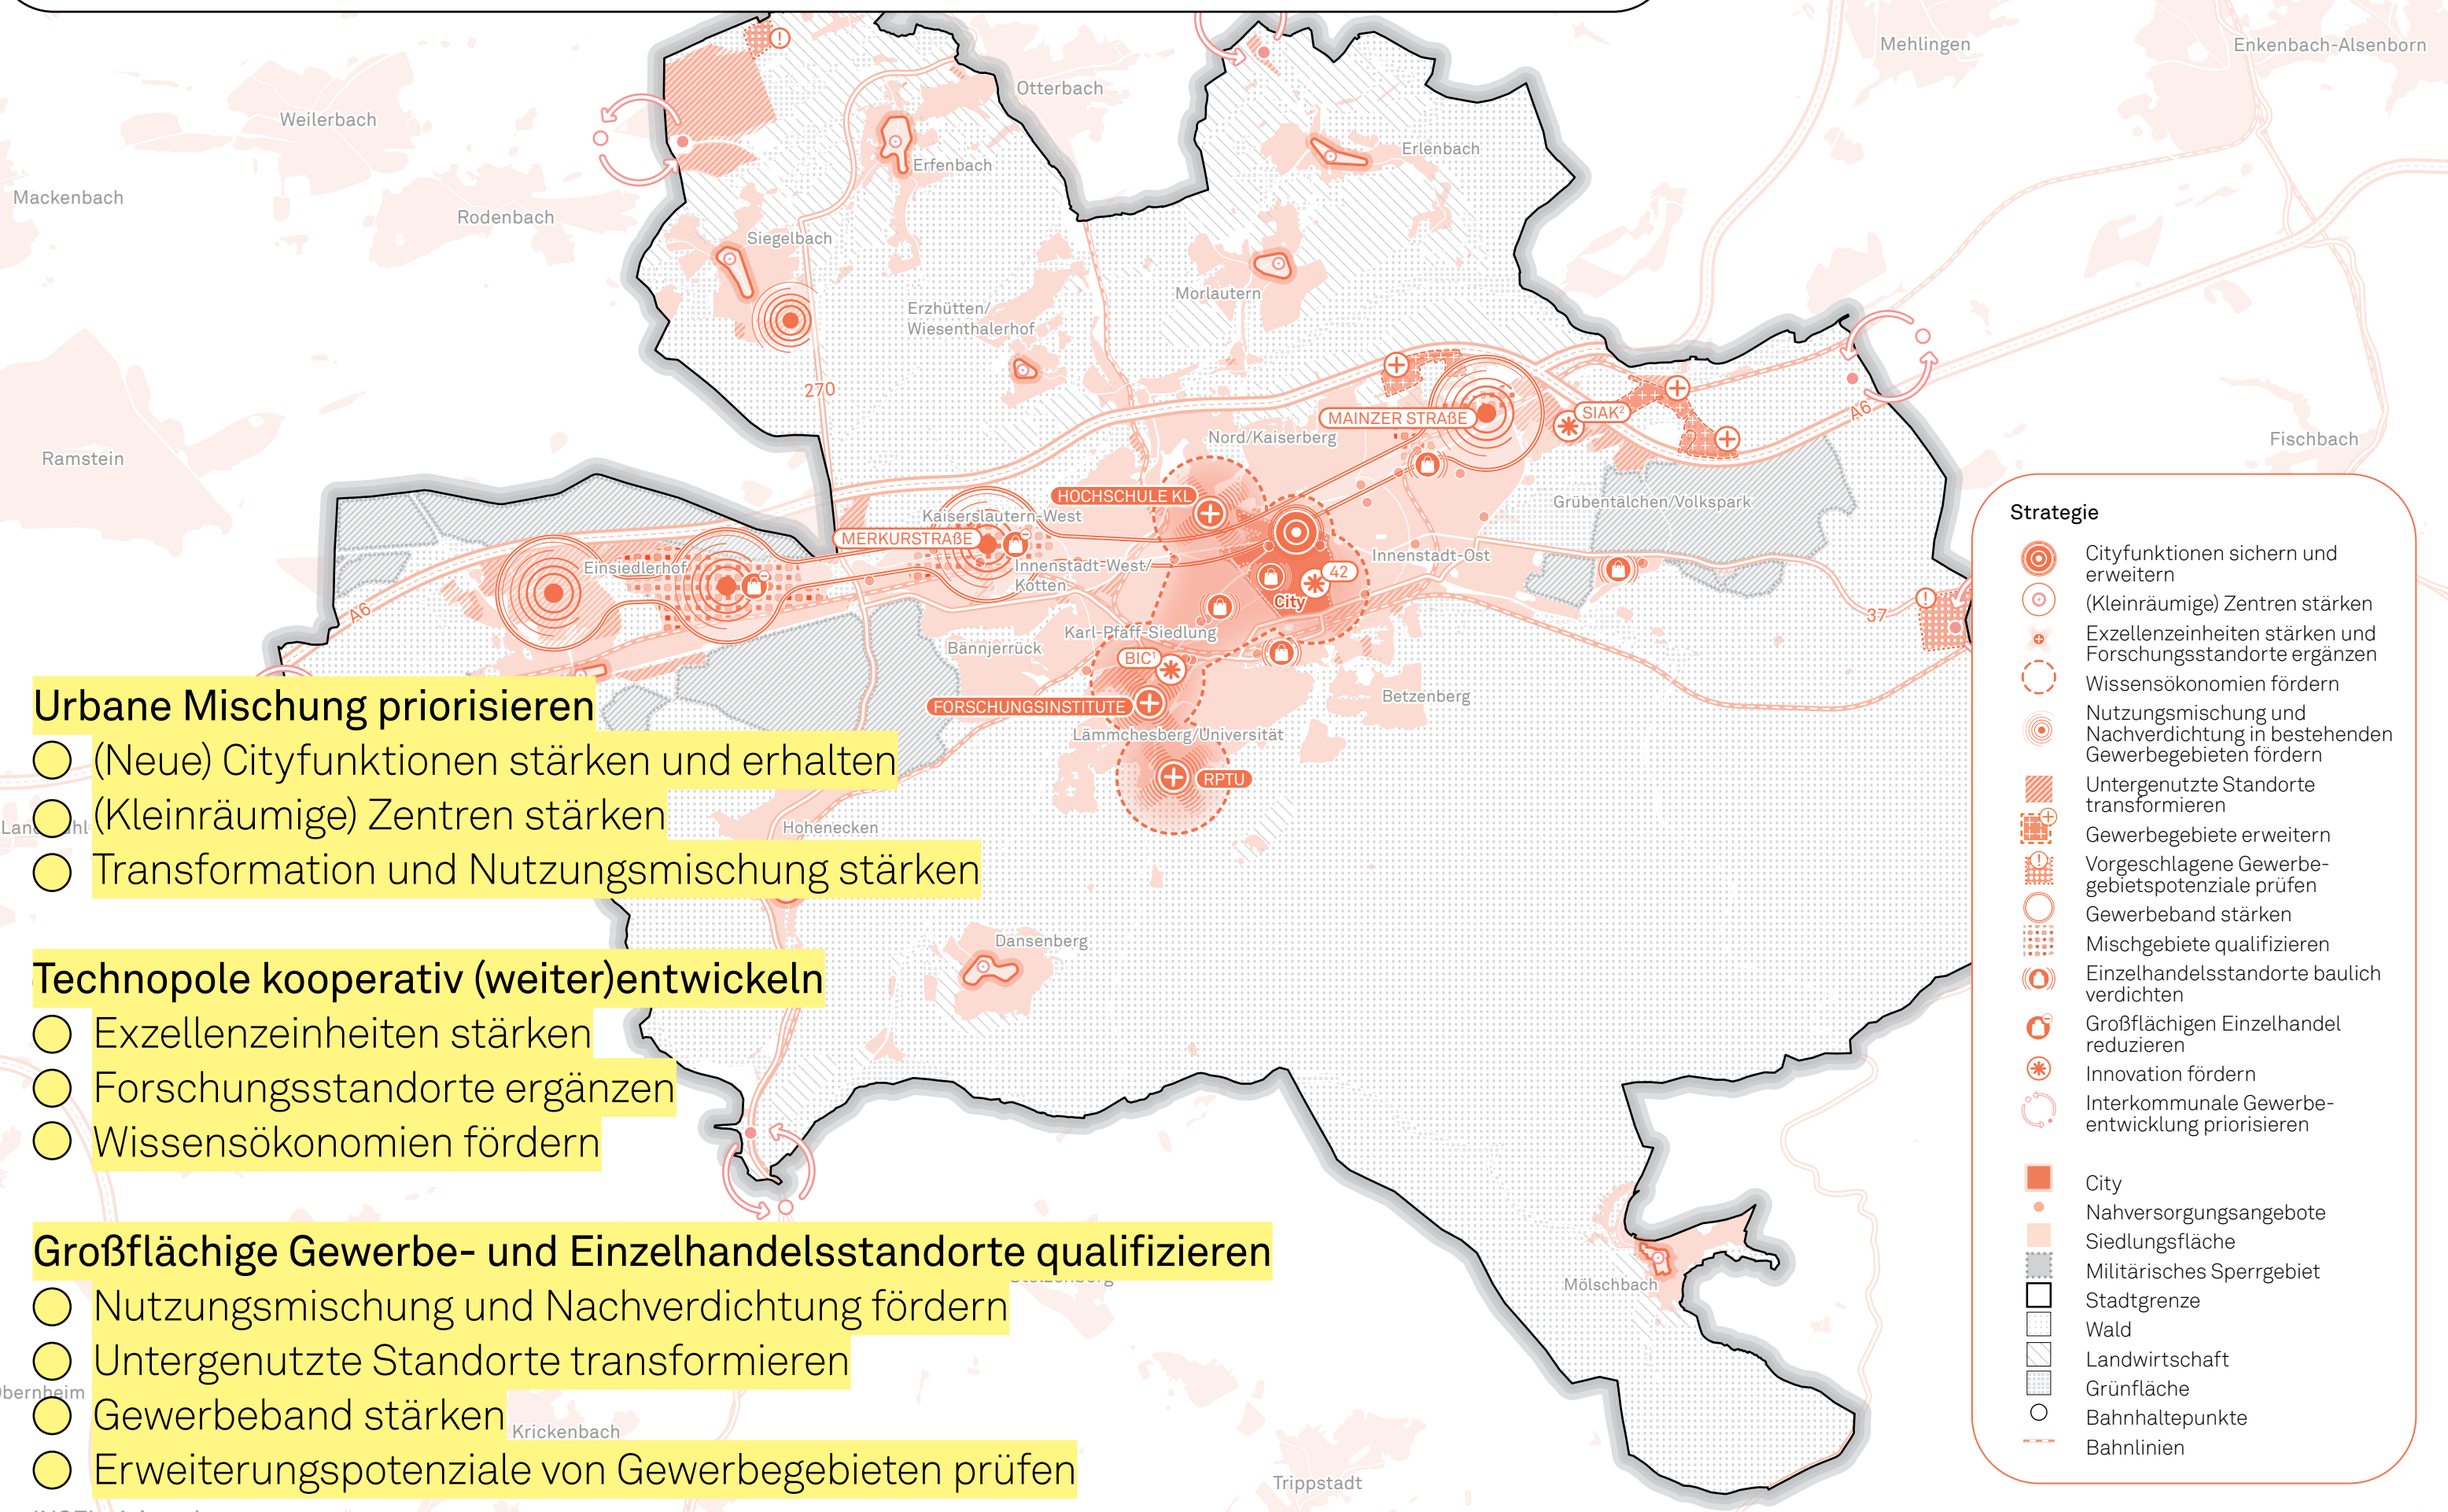 Mehlingen
Enkenbach-Alsenborn
Otterbach
Weilerbach
Erlenbach
Erfenbach
Mackenbach
Rodenbach
Siegelbach
Morlautern
Erzhütten/
Wiesenthalerhof
270
A6
MAINZER STRAßE
SIAK²
Nord/Kaiserberg
Fischbach
Ramstein
HOCHSCHULE KL
Grübentälchen/Volkspark
Kaiserslautern-West
MERKURSTRAßE
Innenstadt-Ost
Einsiedlerhof
Innenstadt-West/
Kotten
42
City
A6
37
Karl-Pfaff-Siedlung
Bännjerrück
BIC¹
Betzenberg
FORSCHUNGSINSTITUTE
Lämmchesberg/Universität
RPTU
Hohenecken
Dansenberg
Mölschbach
Krickenbach
Trippstadt
Urbane Mischung priorisieren
(Neue) Cityfunktionen stärken und erhalten
(Kleinräumige) Zentren stärken
Transformation und Nutzungsmischung stärken
Technopole kooperativ (weiter)entwickeln
Exzellenzeinheiten stärken
Forschungsstandorte ergänzen
Wissensökonomien fördern
Großflächige Gewerbe- und Einzelhandelsstandorte qualifizieren
Nutzungsmischung und Nachverdichtung fördern
Untergenutzte Standorte transformieren
Gewerbeband stärken
Erweiterungspotenziale von Gewerbegebieten prüfen
Strategie
Cityfunktionen sichern und
erweitern
(Kleinräumige) Zentren stärken
Exzellenzeinheiten stärken und
Forschungsstandorte ergänzen
Wissensökonomien fördern
Nutzungsmischung und
Nachverdichtung in bestehenden
Gewerbegebieten fördern
Untergenutzte Standorte
transformieren
Gewerbegebiete erweitern
Vorgeschlagene Gewerbe-
gebietspotenziale prüfen
Gewerbeband stärken
Mischgebiete qualifizieren
Einzelhandelsstandorte baulich
verdichten
Großflächigen Einzelhandel
reduzieren
Innovation fördern
Interkommunale Gewerbe-
entwicklung priorisieren
City
Nahversorgungsangebote
Siedlungsfläche
Militärisches Sperrgebiet
Stadtgrenze
Wald
Landwirtschaft
Grünfläche
Bahnhaltepunkte
Bahnlinien